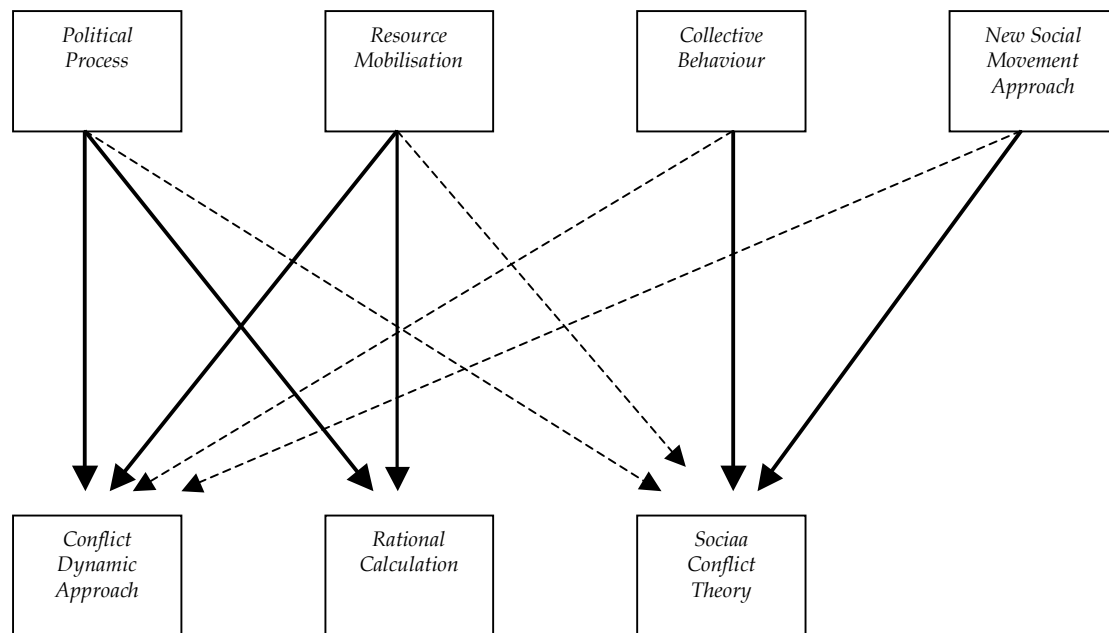 Political
Process
Resource
Mobilisation
Collective
Behaviour
New Social
Movement
Approach
Conflict
Dynamic
Approach
Rational
Calculation
Sociaa
Conflict
Theory